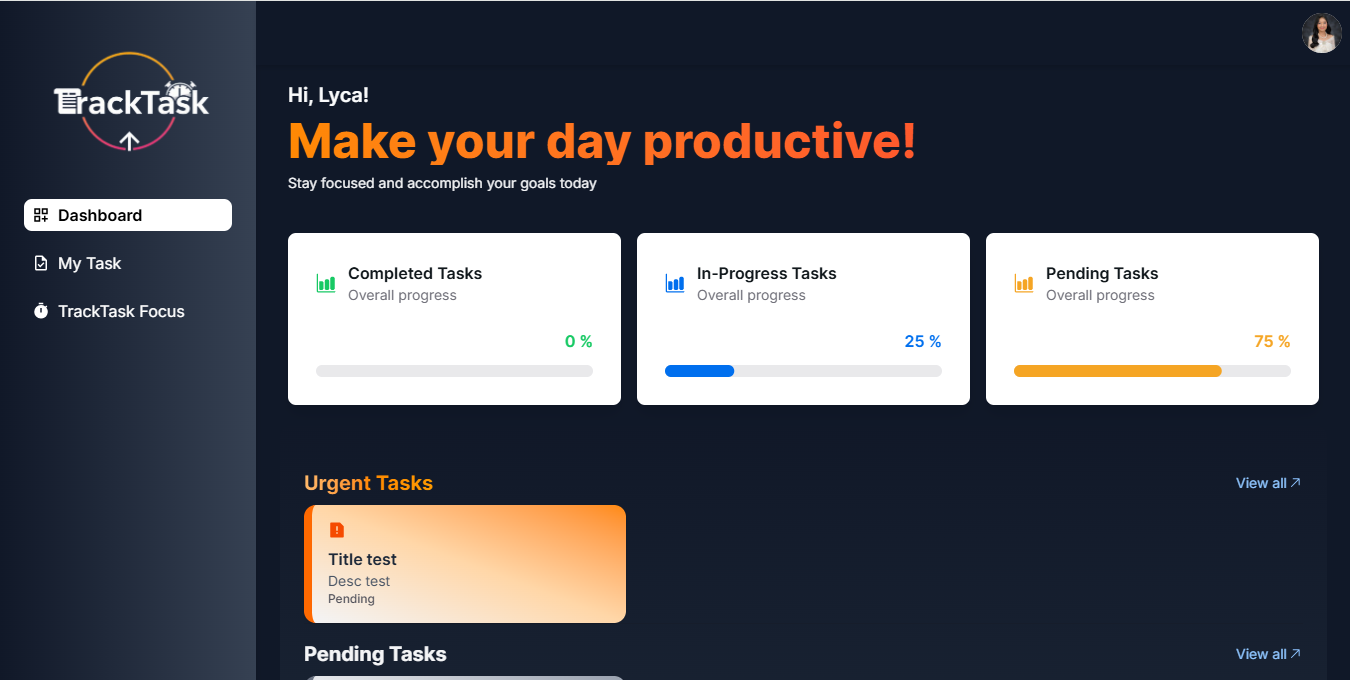 TrackTask
Dashboard
My Task
TrackTask Focus
Hi, Lyca!
Make your day productive!
Stay focused and accomplish your goals today
Completed Tasks
Overall progress
0 %
In-Progress Tasks
Overall progress
25 %
Pending Tasks
Overall progress
75 %
Urgent Tasks
View all
Title test
Desc test
Pending
Pending Tasks
View all